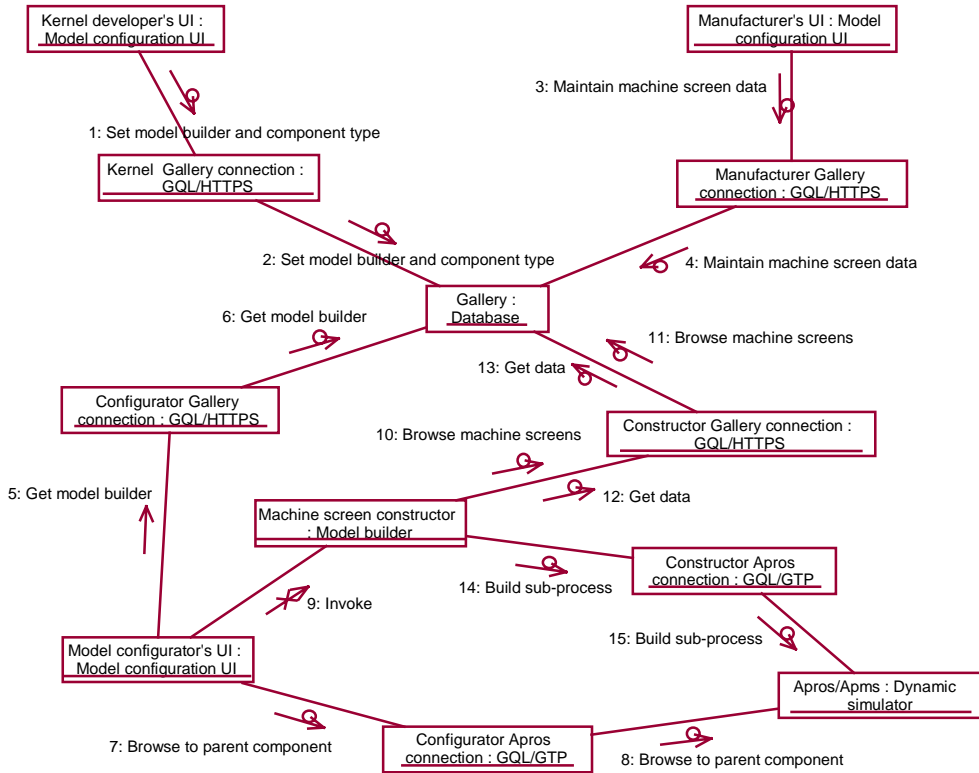 Kernel developer's UI :
Model configuration UI
Manufacturer's UI : Model
configuration UI
3: Maintain machine screen data
1: Set model builder and component type
Kernel  Gallery connection :
GQL/HTTPS
Manufacturer Gallery
connection : GQL/HTTPS
2: Set model builder and component type
4: Maintain machine screen data
Gallery :
Database
6: Get model builder
11: Browse machine screens
13: Get data
Configurator Gallery
connection : GQL/HTTPS
10: Browse machine screens
Constructor Gallery connection :
GQL/HTTPS
5: Get model builder
12: Get data
Machine screen constructor
: Model builder
Constructor Apros
connection : GQL/GTP
14: Build sub-process
9: Invoke
15: Build sub-process
Model configurator's UI :
Model configuration UI
Apros/Apms : Dynamic
simulator
7: Browse to parent component
Configurator Apros
connection : GQL/GTP
8: Browse to parent component